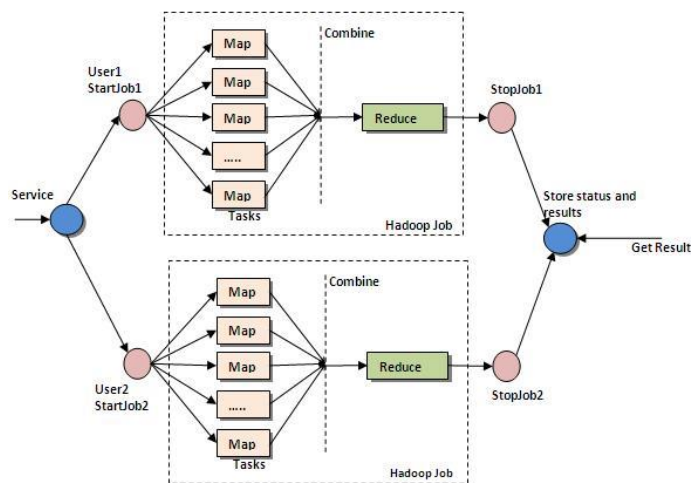 Map
Combine
User1
StartJob1
Map
StopJob1
Map
Reduce
.....
Service
Map
Tasks
Store status and
results
Hadoop Job
Get Result
Map
Combine
Map
Map
Reduce
User2
StartJob2
.....
StopJob2
Map
Tasks
Hadoop Job